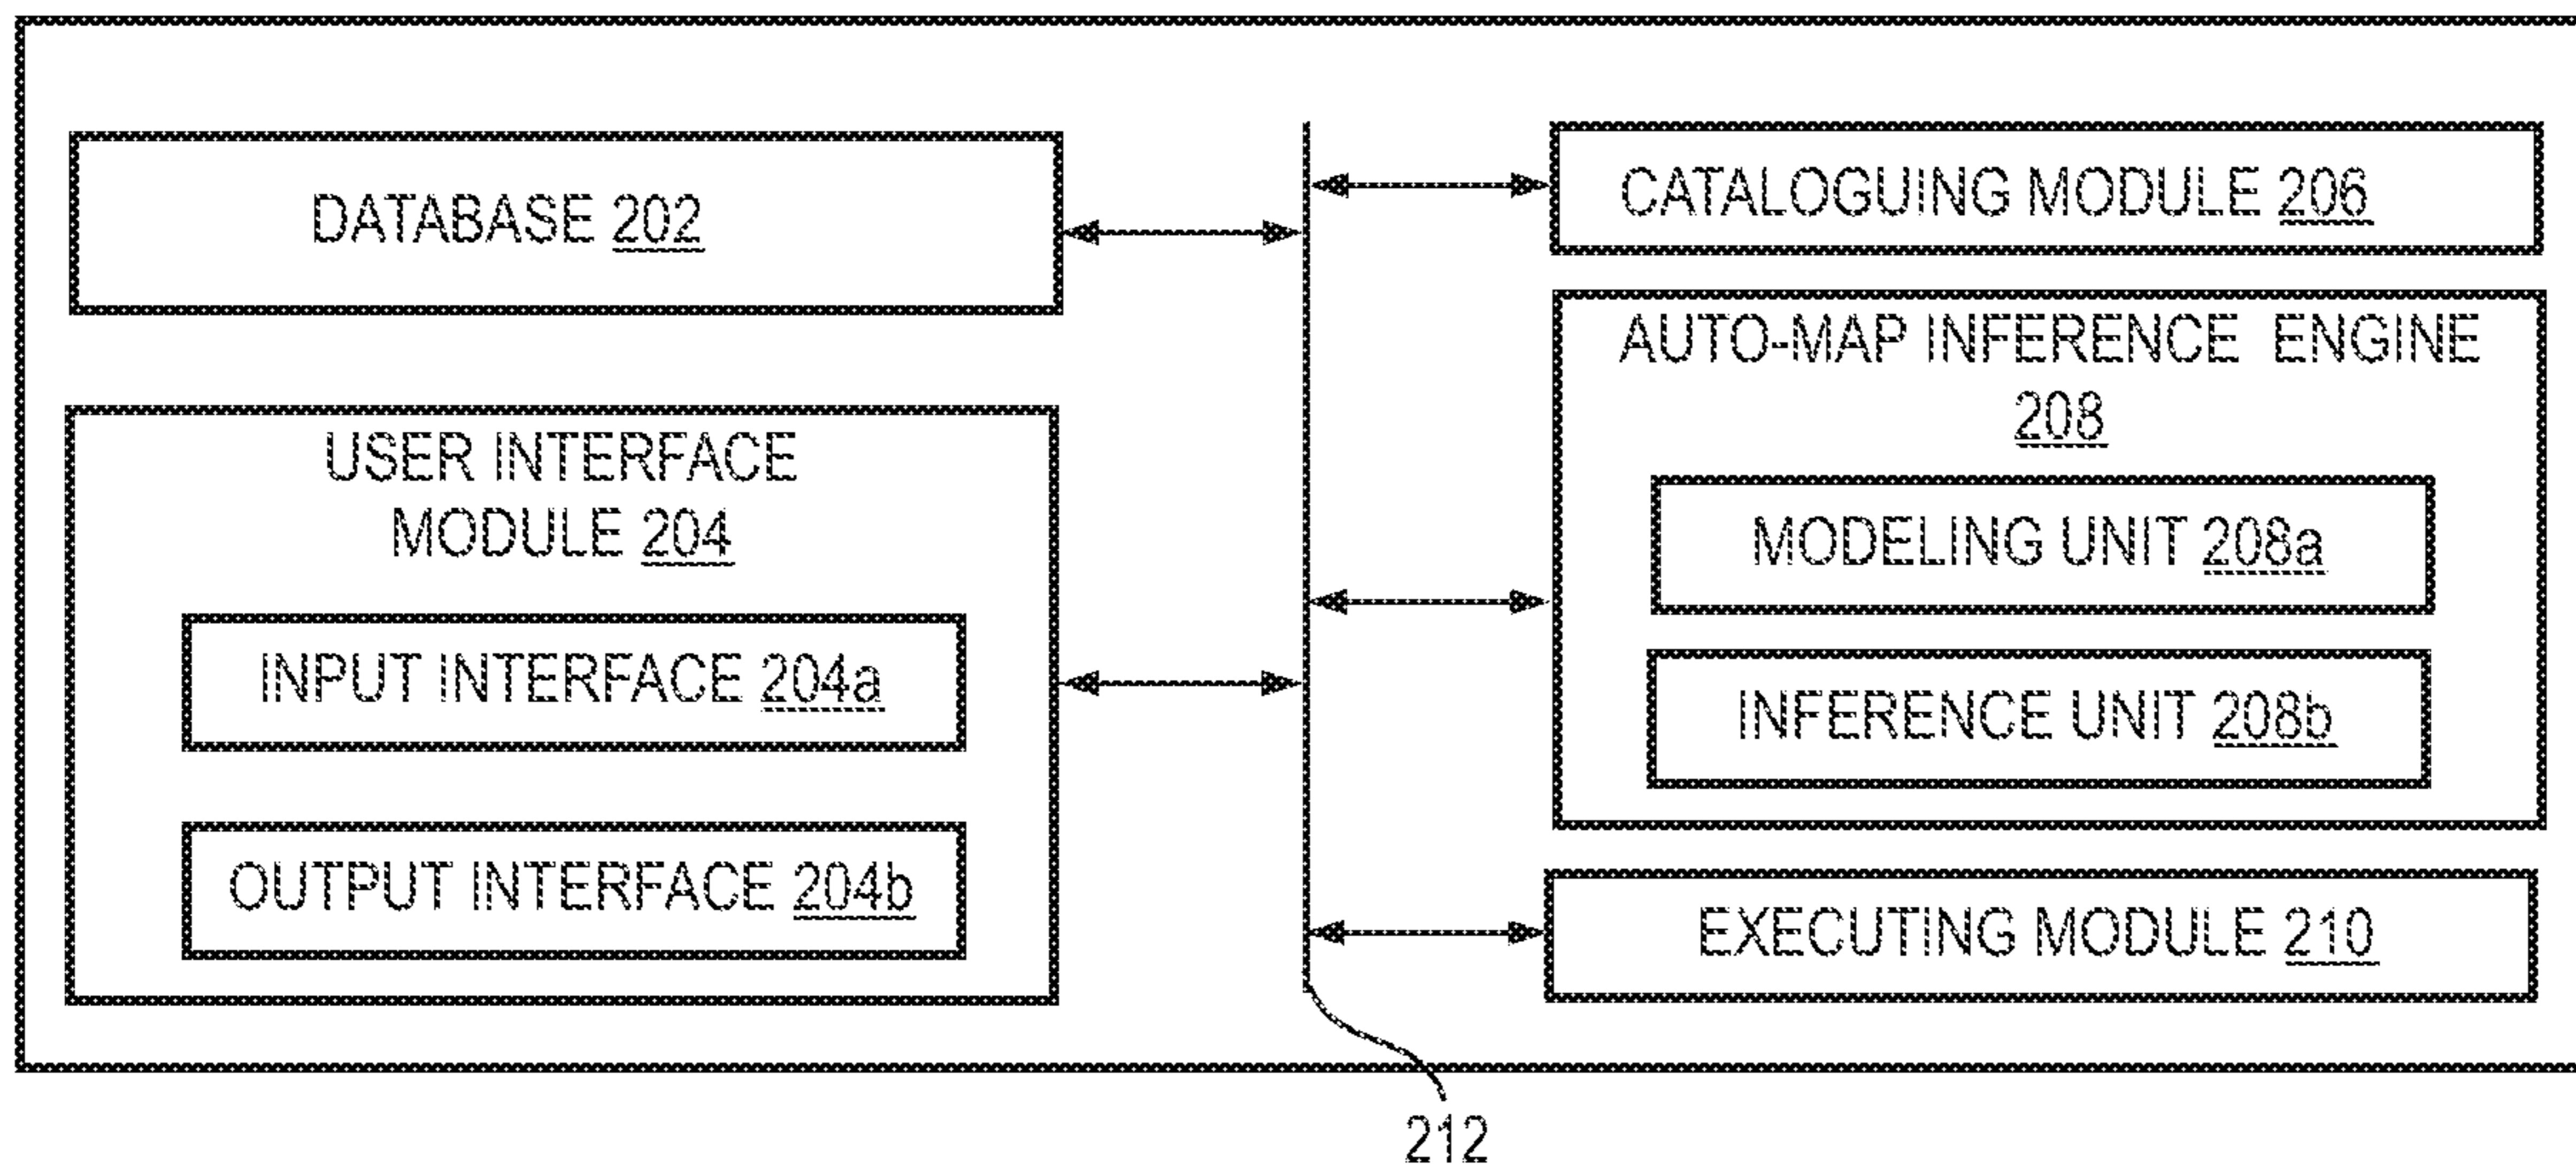 DATABASE 202
USER INTERFACE
MODULE 204
INPUT INTERFACE 204a
OUTPUT INTERFACE 204b
CATALOGUING MODULE 206
AUTO-MAP INFERENCE ENGINE
208
MODELING UNIT 208a
INFERENCE UNIT 208b
EXECUTING MODULE 210
212